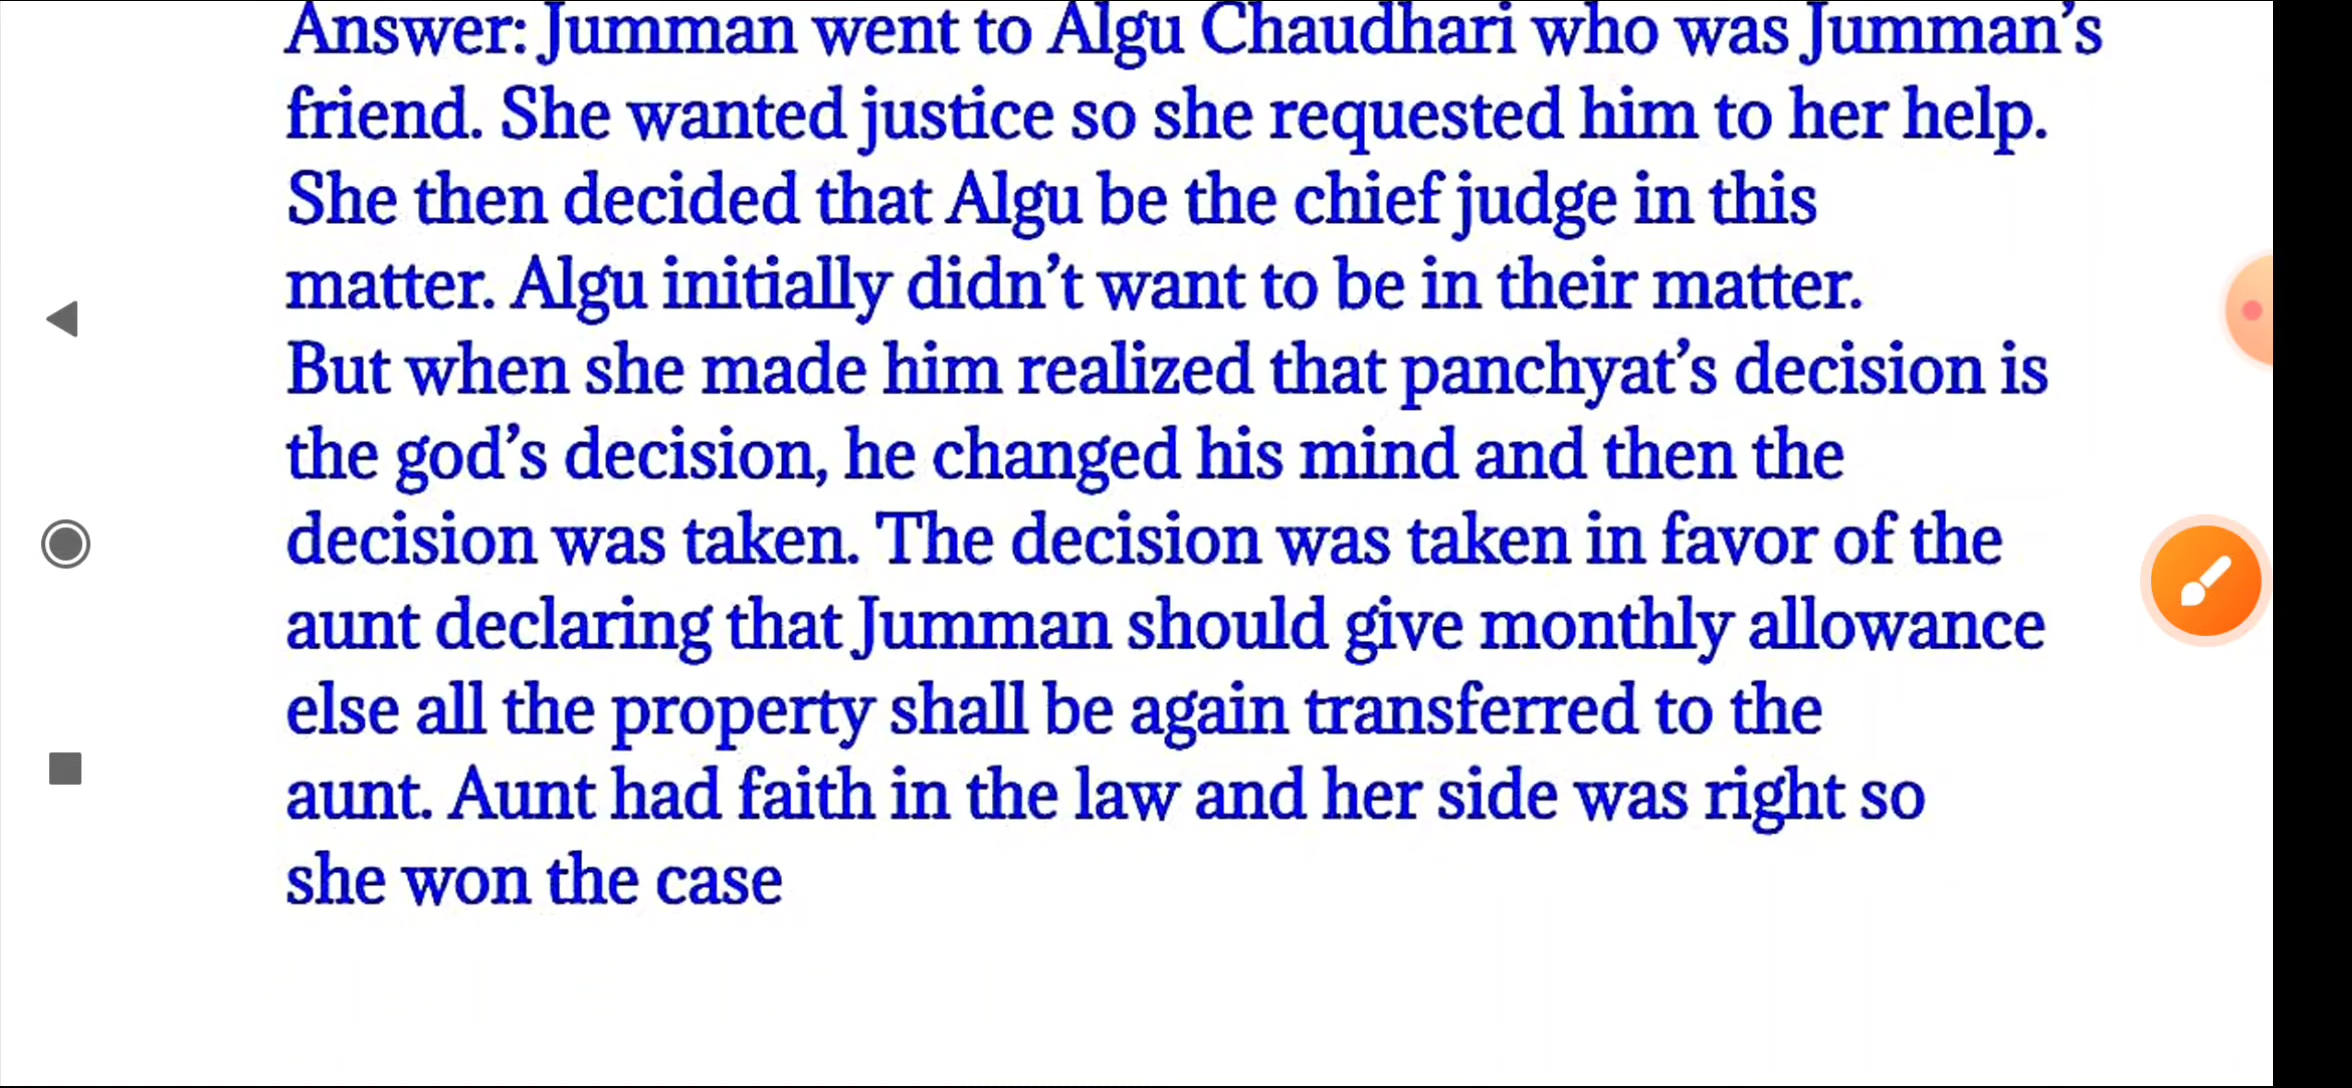 Answer: Jumman went to Algu Chaudhari who was Jumman’s
friend. She wanted justice so she requested him to her help.
She then decided that Algu be the chief judge in this
matter. Algu initially didn’t want to be in their matter.
But when she made him realized that panchyat’s decision is
the god’s decision, he changed his mind and then the
decision was taken. The decision was taken in favor of the
aunt declaring that Jumman should give monthly allowance
else all the property shall be again transferred to the
aunt. Aunt had faith in the law and her side was right so
she won the case